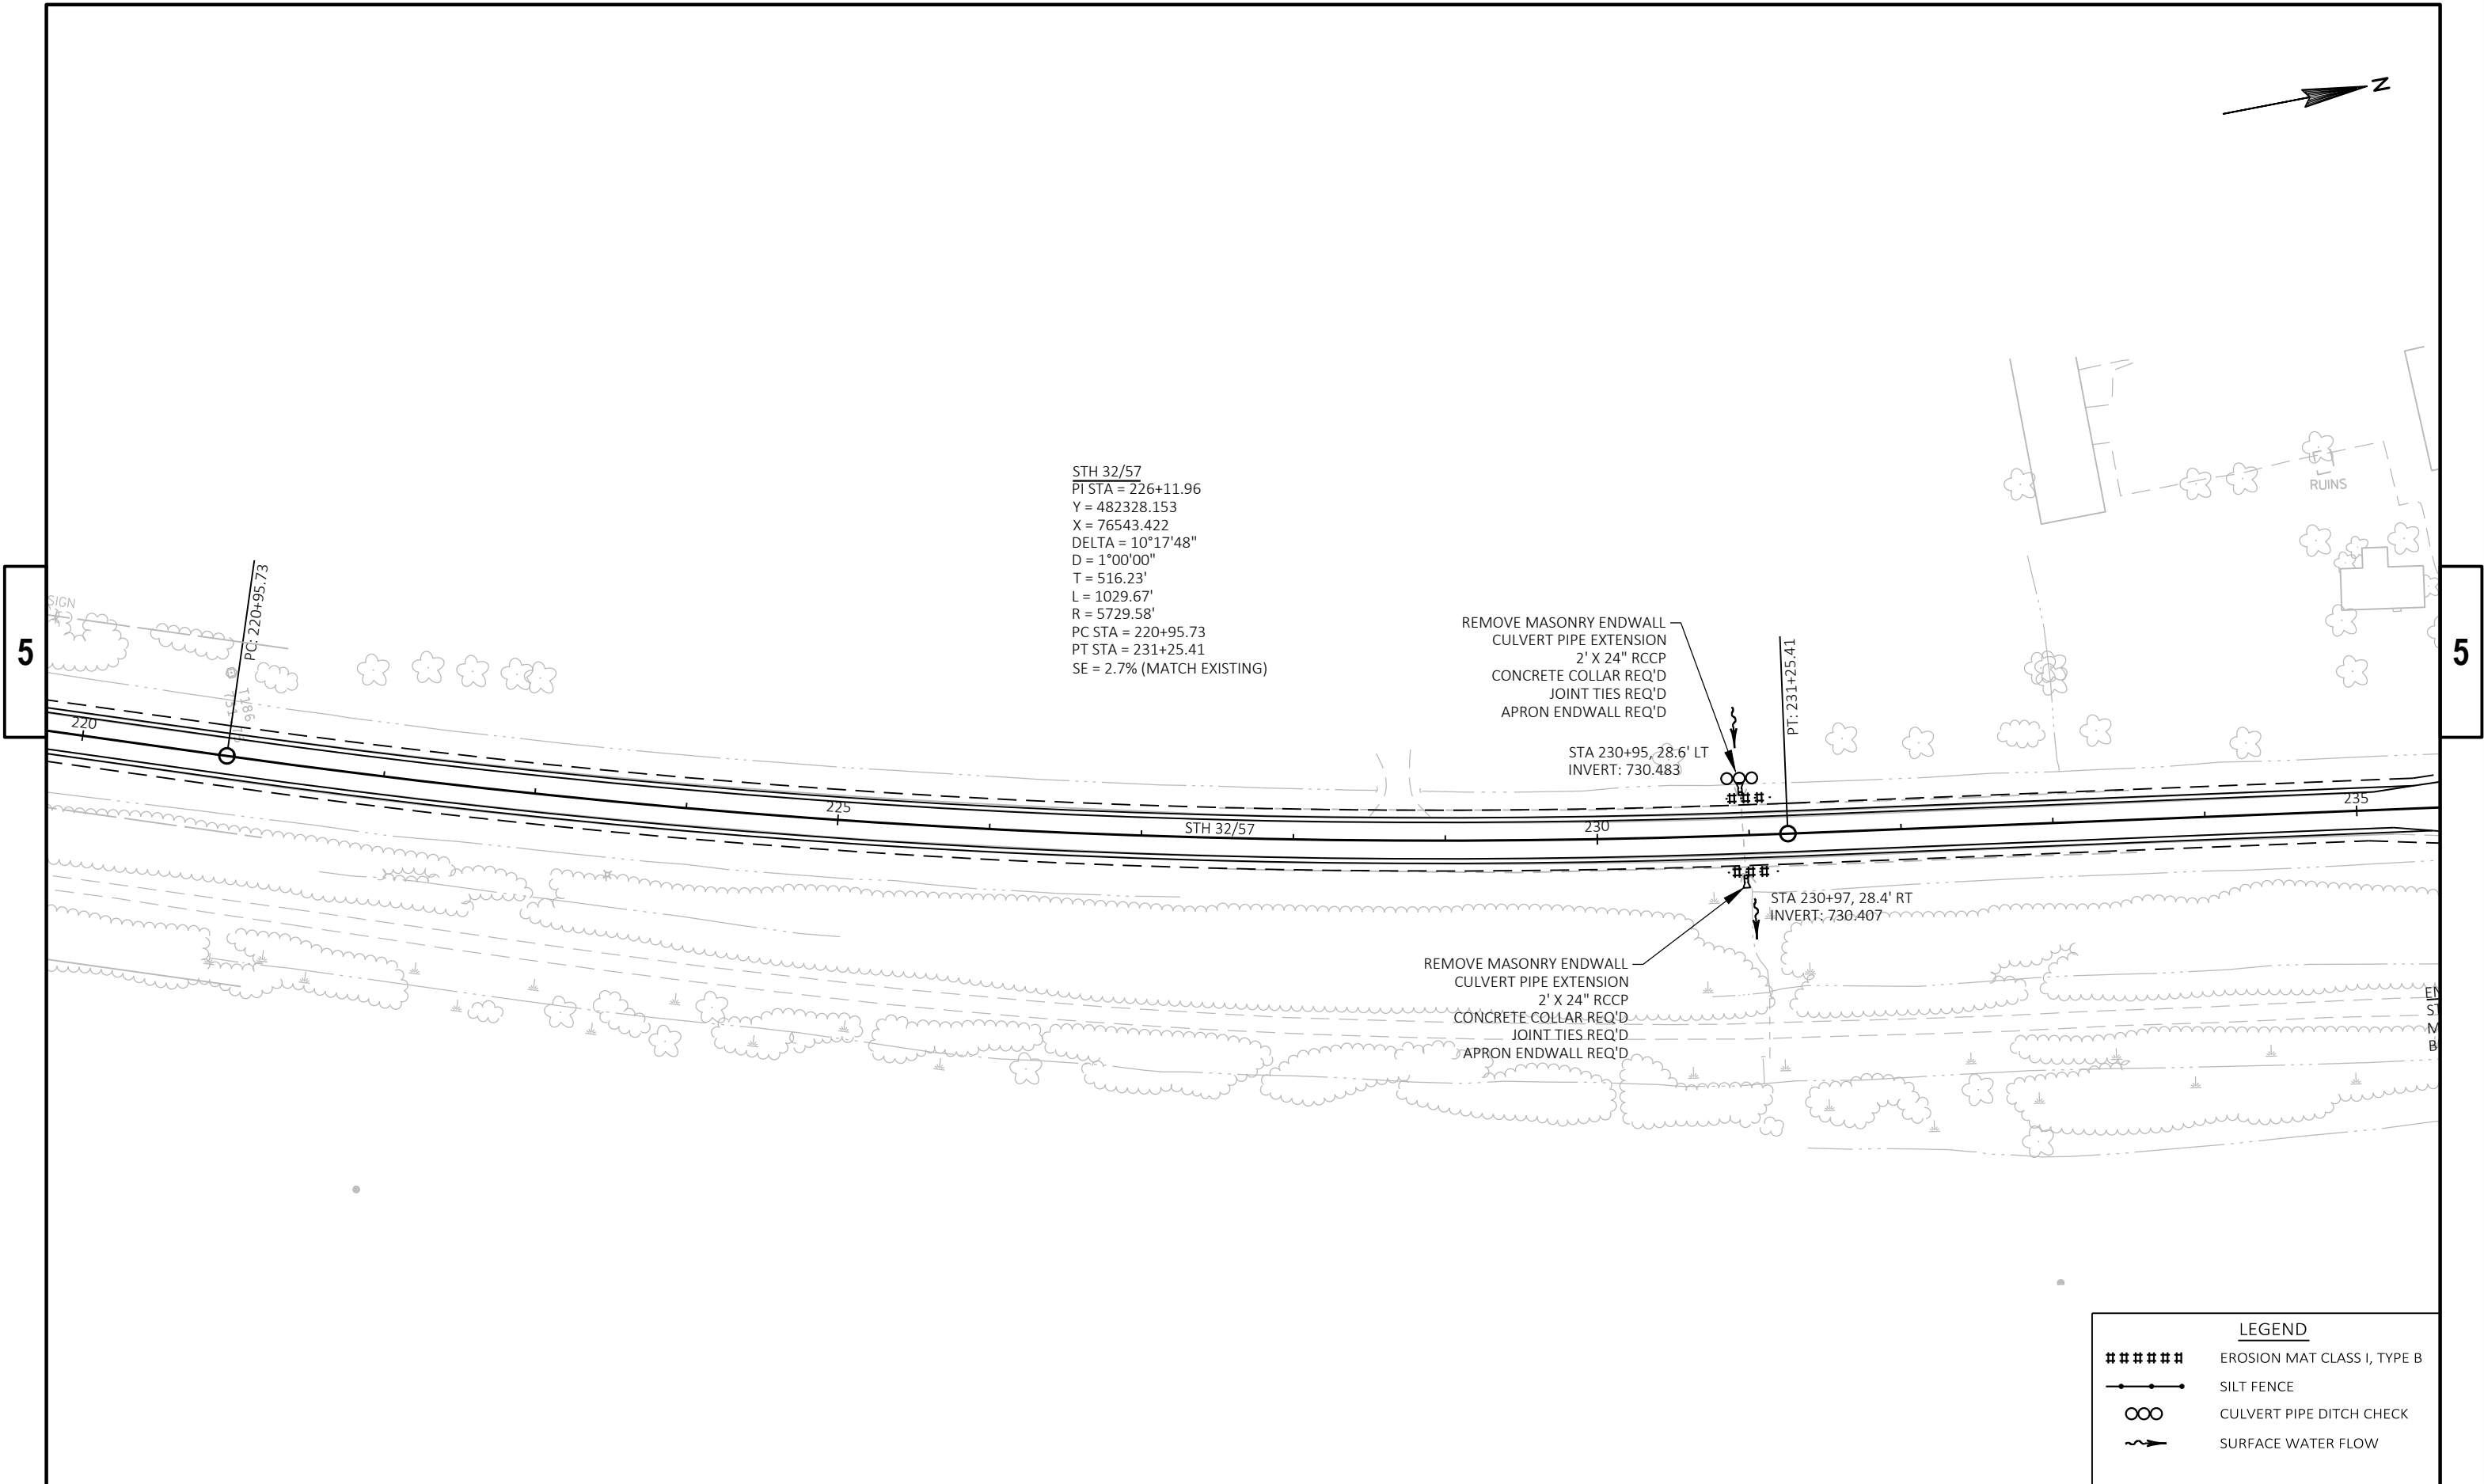 N
STH 32/57
PI STA = 226+11.96
Y = 482328.153
X = 76543.422
DELTA = 10°17'48"
D = 1°00'00"
T = 516.23'
L = 1029.67'
R = 5729.58'
PC STA = 220+95.73
PT STA = 231+25.41
SE = 2.7% (MATCH EXISTING)
RUINS
SIGN
PC: 220+95.73
REMOVE MASONRY ENDWALL
CULVERT PIPE EXTENSION
2' X 24" RCCP
CONCRETE COLLAR REQ'D
JOINT TIES REQ'D
APRON ENDWALL REQ'D
PT: 231+25.41
STA 230+95, 28.6' LT
INVERT: 730.483
5
5
220
225
STH 32/57
230
235
STA 230+97, 28.4' RT
INVERT: 730.407
REMOVE MASONRY ENDWALL
CULVERT PIPE EXTENSION
2' X 24" RCCP
CONCRETE COLLAR REQ'D
JOINT TIES REQ'D
APRON ENDWALL REQ'D
LEGEND
EROSION MAT CLASS I, TYPE B
SILT FENCE
CULVERT PIPE DITCH CHECK
SURFACE WATER FLOW